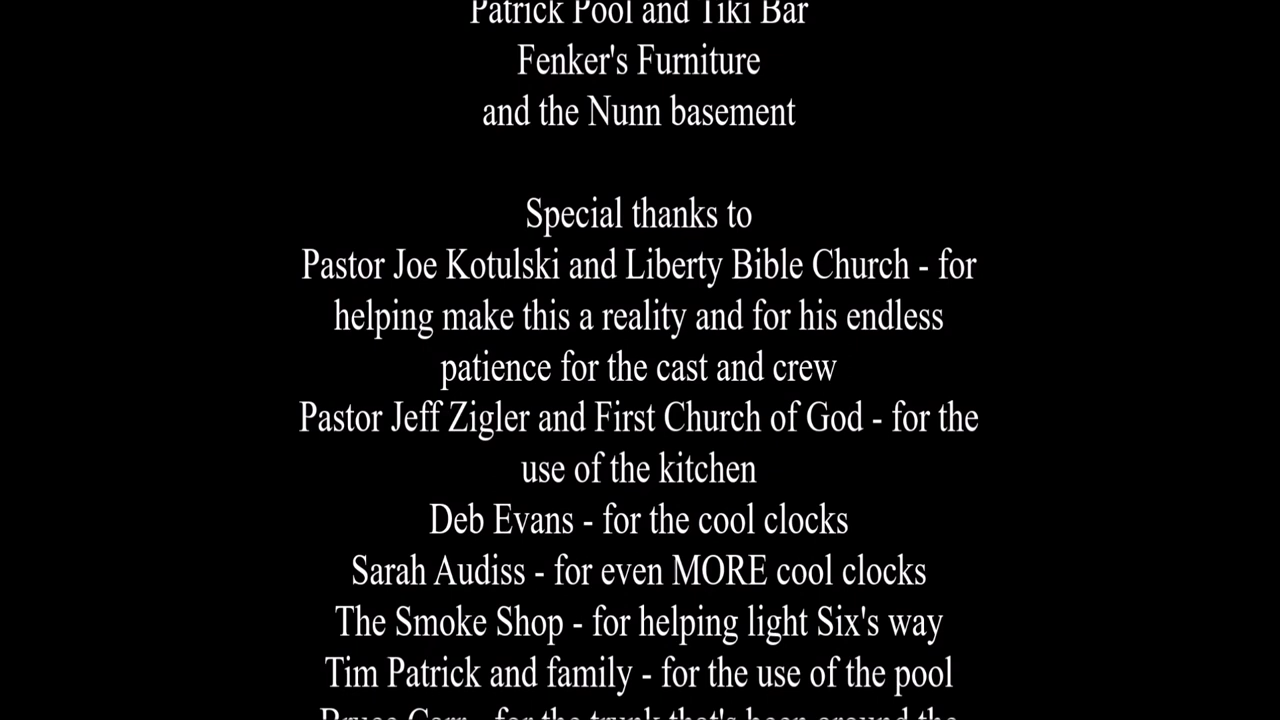 Patrick Pool and Tiki Bar
Fenker's Furniture
and the Nunn basement
Special thanks to
Pastor Joe Kotulski and Liberty Bible Church - for
helping make this a reality and for his endless
patience for the cast and crew
Pastor Jeff Zigler and First Church of God - for the
use of the kitchen
Deb Evans - for the cool clocks
Sarah Audiss - for even MORE cool clocks
The Smoke Shop - for helping light Six's way
Tim Patrick and family - for the use of the pool
Bruce Carr - for the trunk that's been around the